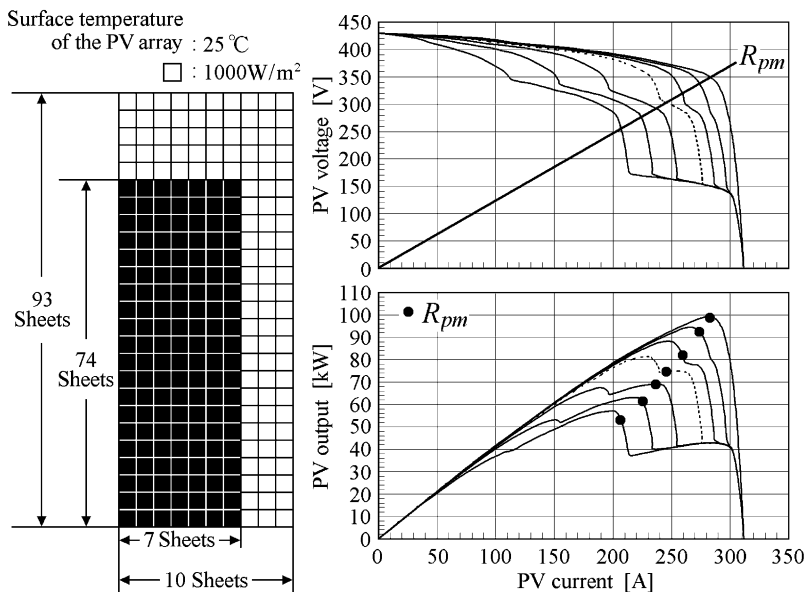 Surface temperature
of the PV array : 25℃
□ : 1000W/m²
93
Sheets
74
Sheets
7 Sheets
10 Sheets
PV voltage [V]
450
400
350
300
250
200
150
100
50
0
Rpm
PV output [kW]
110
100
90
80
70
60
50
40
30
20
10
0
● Rpm
0 50 100 150 200 250 300 350
PV current [A]